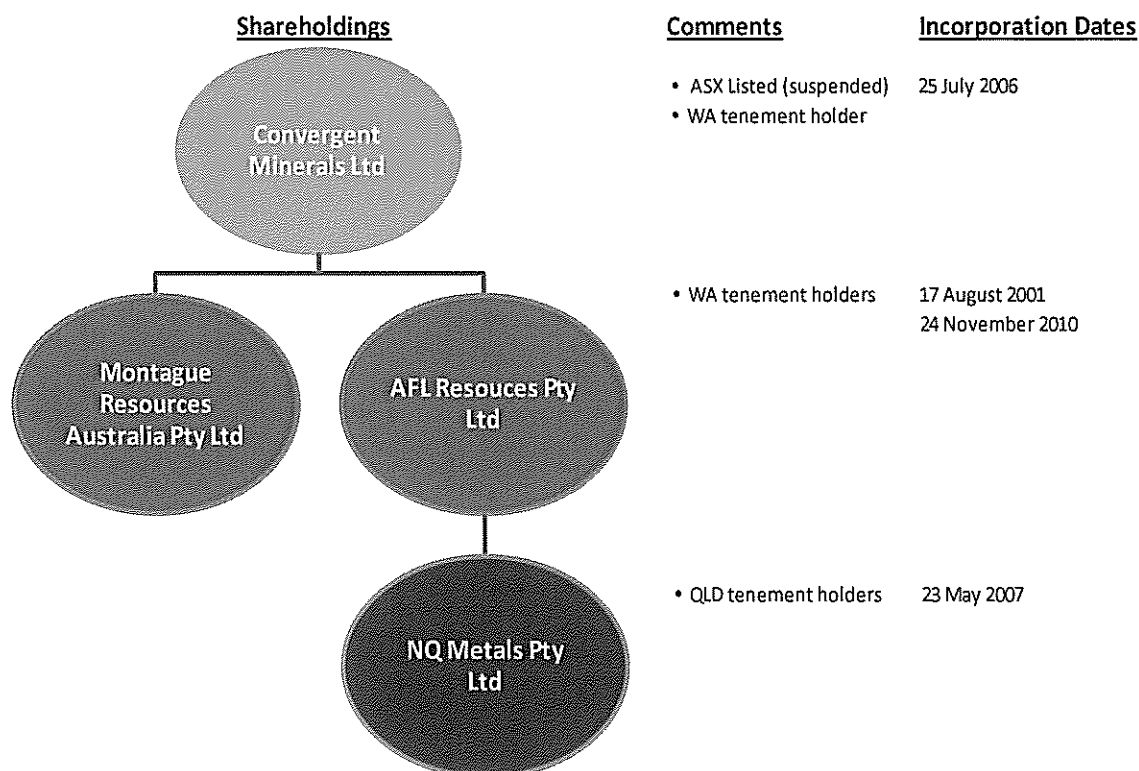 Shareholdings
Comments
Incorporation Dates
Convergent
Minerals Ltd
• ASX Listed (suspended)
25 July 2006
• WA tenement holder
Montague
Resources
Australia Pty Ltd
AFL Resouces Pty
Ltd
• WA tenement holders
17 August 2001
24 November 2010
NQ Metals Pty
Ltd
• QLD tenement holders
23 May 2007